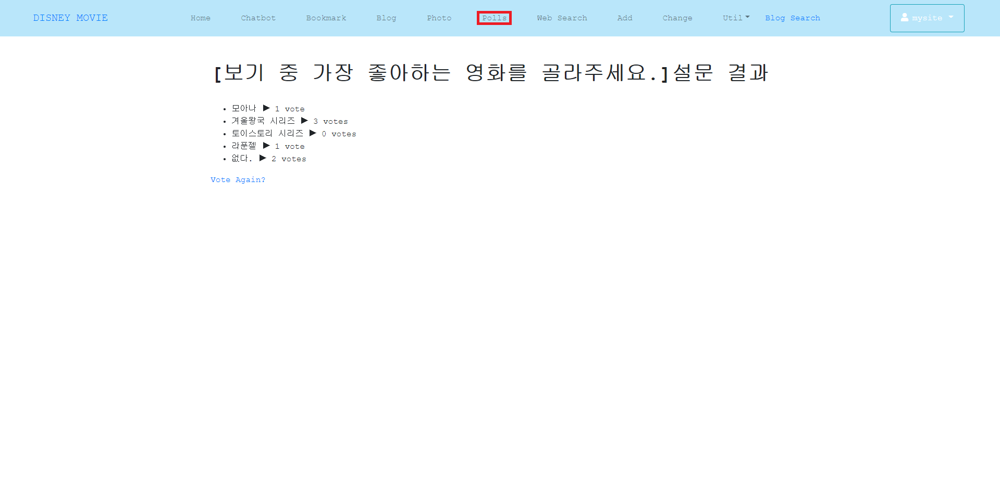 DISNEY MOVIE Home Chatbot Bookmark Blog Photo Polls Web Search Add Change Util Blog Search mysite
[보기 중 가장 좋아하는 영화를 골라주세요.]설문 결과
• 모아나 ▶ 1 vote
• 겨울왕국 시리즈 ▶ 3 votes
• 토이스토리 시리즈 ▶ 0 votes
• 라푼젤 ▶ 1 vote
• 없다. ▶ 2 votes
Vote Again?